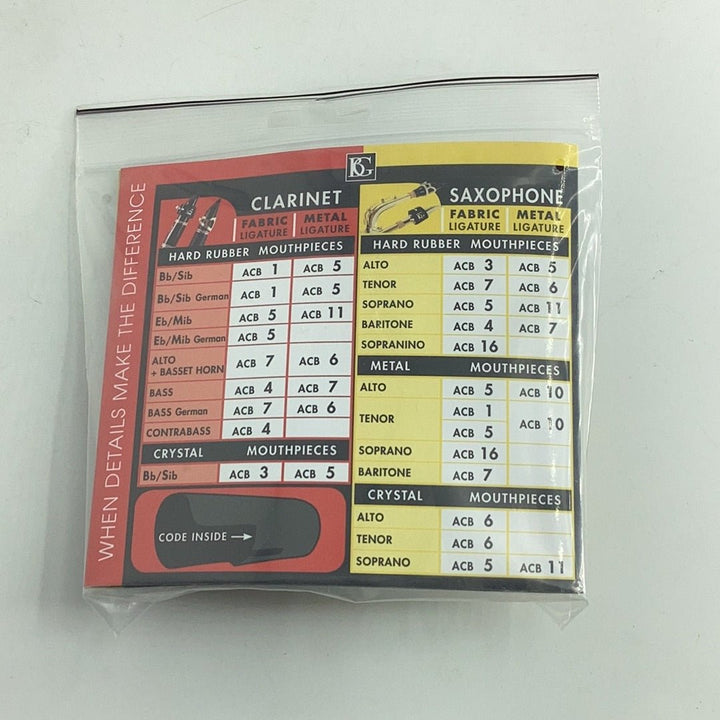 WHEN DETAILS MAKE THE DIFFERENCE
BG
CLARINET
FABRIC LIGATURE METAL LIGATURE
HARD RUBBER MOUTHPIECES
Bb/Sib ACB 1 ACB 5
Bb/Sib German ACB 1 ACB 5
Eb/Mib ACB 5 ACB 11
Eb/Mib German ACB 5
ALTO
+ BASSET HORN ACB 7 ACB 6
BASS ACB 4 ACB 7
BASS German ACB 7 ACB 6
CONTRABASS ACB 4
CRYSTAL MOUTHPIECES
Bb/Sib ACB 3 ACB 5
CODE INSIDE →
SAXOPHONE
FABRIC LIGATURE METAL LIGATURE
HARD RUBBER MOUTHPIECES
ALTO ACB 3 ACB 5
TENOR ACB 7 ACB 6
SOPRANO ACB 5 ACB 11
BARITONE ACB 4 ACB 7
SOPRANINO ACB 16
METAL MOUTHPIECES
ALTO ACB 5 ACB 10
TENOR ACB 1 ACB 10
ACB 5
SOPRANO ACB 16
BARITONE ACB 7
CRYSTAL MOUTHPIECES
ALTO ACB 6
TENOR ACB 6
SOPRANO ACB 5 ACB 11